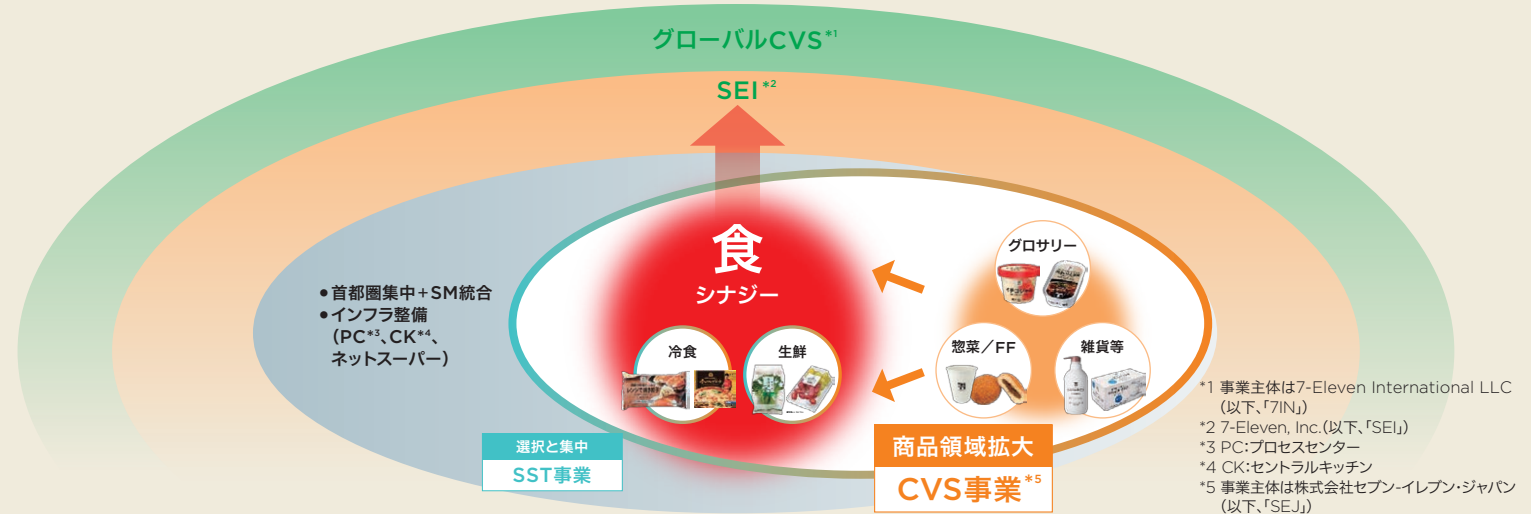 グローバルCVS*1
SEI*2
食
シナジー
グロサリー
●首都圏集中+SM統合
●インフラ整備
(PC*3、CK*4、
ネットスーパー)
冷食
生鮮
惣菜/FF
雑貨等
選択と集中
SST事業
商品領域拡大
CVS事業*5
*1 事業主体は7-Eleven International LLC
(以下、「7IN」)
*2 7-Eleven, Inc.(以下、「SEI」)
*3 PC:プロセスセンター
*4 CK:セントラルキッチン
*5 事業主体は株式会社セブン‐イレブン・ジャパン
(以下、「SEJ」)